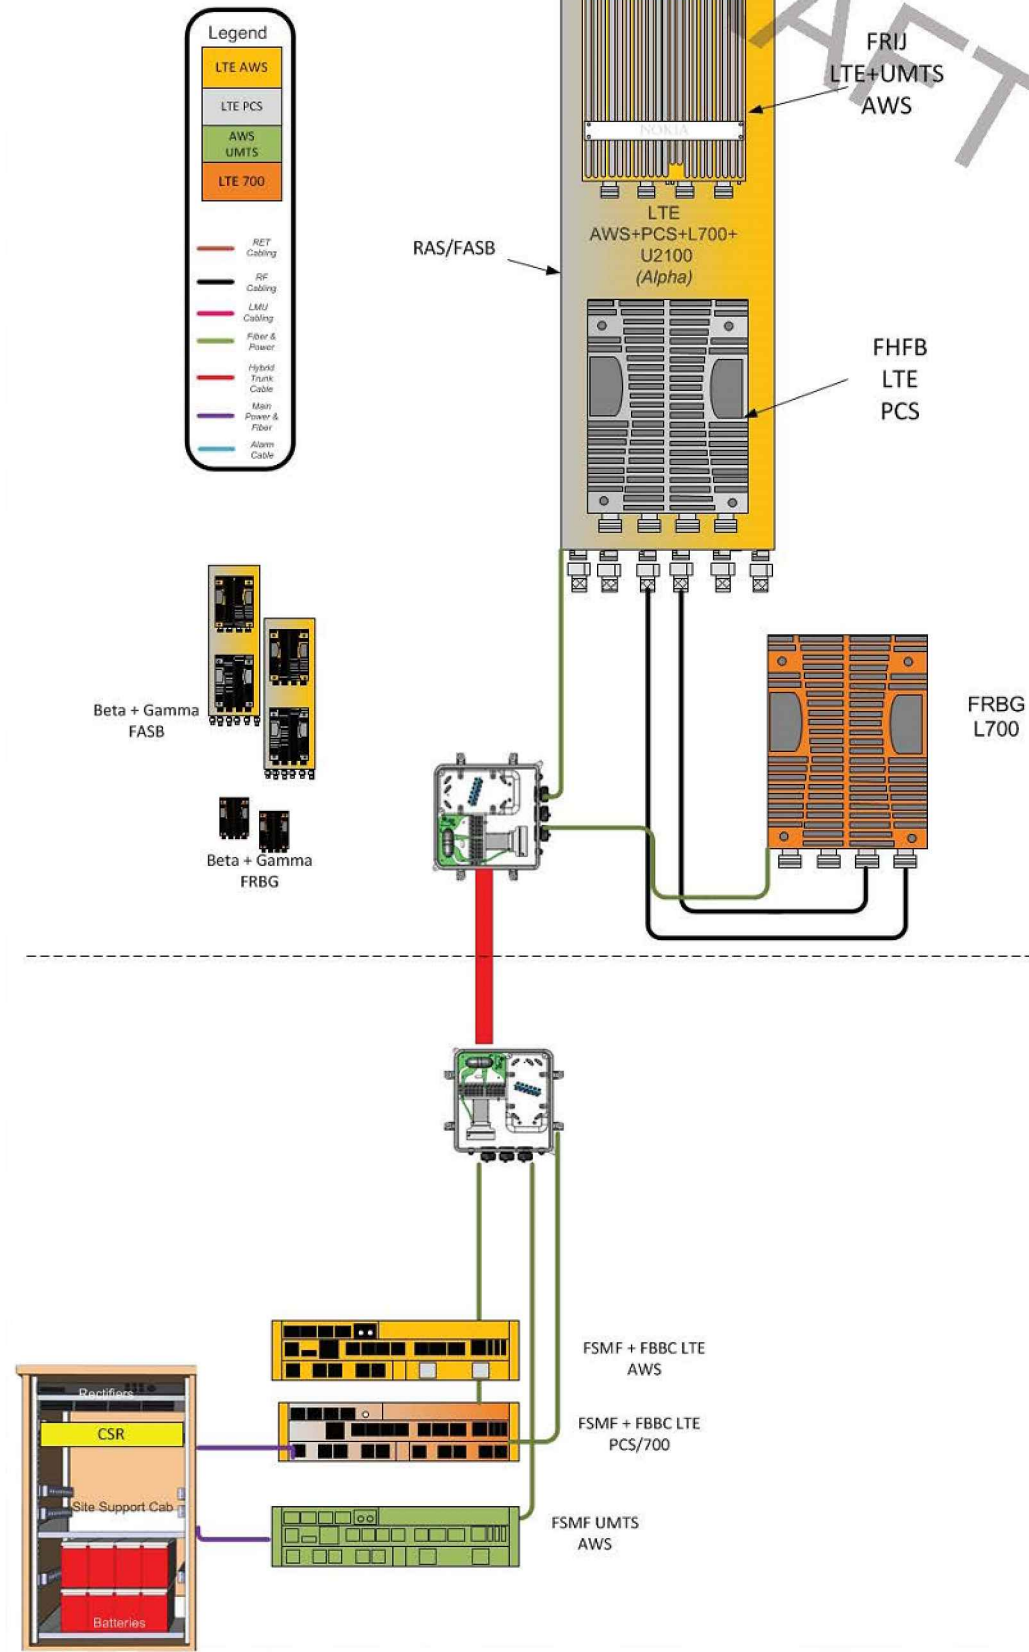 Legend
LTE AWS
LTE PCS
AWS
UMTS
LTE 700
RET
Cabling
RF
Cabling
LMU
Cabling
Fiber &
Power
Hybrid
Trunk
Cable
Main
Power &
Fiber
Alarm
Cable
AFT
FRIJ
LTE+UMTS
AWS
NOKIA
LTE
AWS+PCS+L700+
U2100
(Alpha)
RAS/FASB
FHFB
LTE
PCS
FRBG
L700
Beta + Gamma
FASB
Beta + Gamma
FRBG
FSMF + FBBC LTE
AWS
FSMF + FBBC LTE
PCS/700
FSMF UMTS
AWS
Rectifiers
CSR
Site Support Cab
Batteries